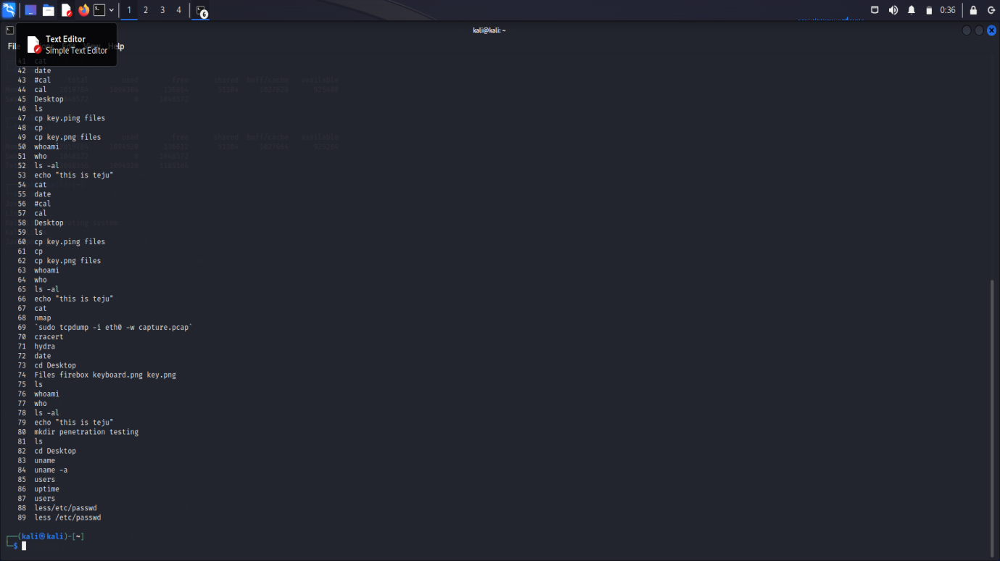 1 2 3 4 6 0:36
kali@kali: ~
Text Editor
Simple Text Editor
File Edit View Help
41 cat
42 date
43 #cal
44 cal
45 Desktop
46 ls
47 cp key.ping files
48 cp
49 cp key.png files
50 whoami
51 who
52 ls -al
53 echo "this is teju"
54 cat
55 date
56 #cal
57 cal
58 Desktop
59 ls
60 cp key.ping files
61 cp
62 cp key.png files
63 whoami
64 who
65 ls -al
66 echo "this is teju"
67 cat
68 nmap
69 `sudo tcpdump -i eth0 -w capture.pcap`
70 cracert
71 hydra
72 date
73 cd Desktop
74 Files firebox keyboard.png key.png
75 ls
76 whoami
77 who
78 ls -al
79 echo "this is teju"
80 mkdir penetration testing
81 ls
82 cd Desktop
83 uname
84 uname -a
85 users
86 uptime
87 users
88 less/etc/passwd
89 less /etc/passwd
┌──(kali㉿kali)-[~]
└─$